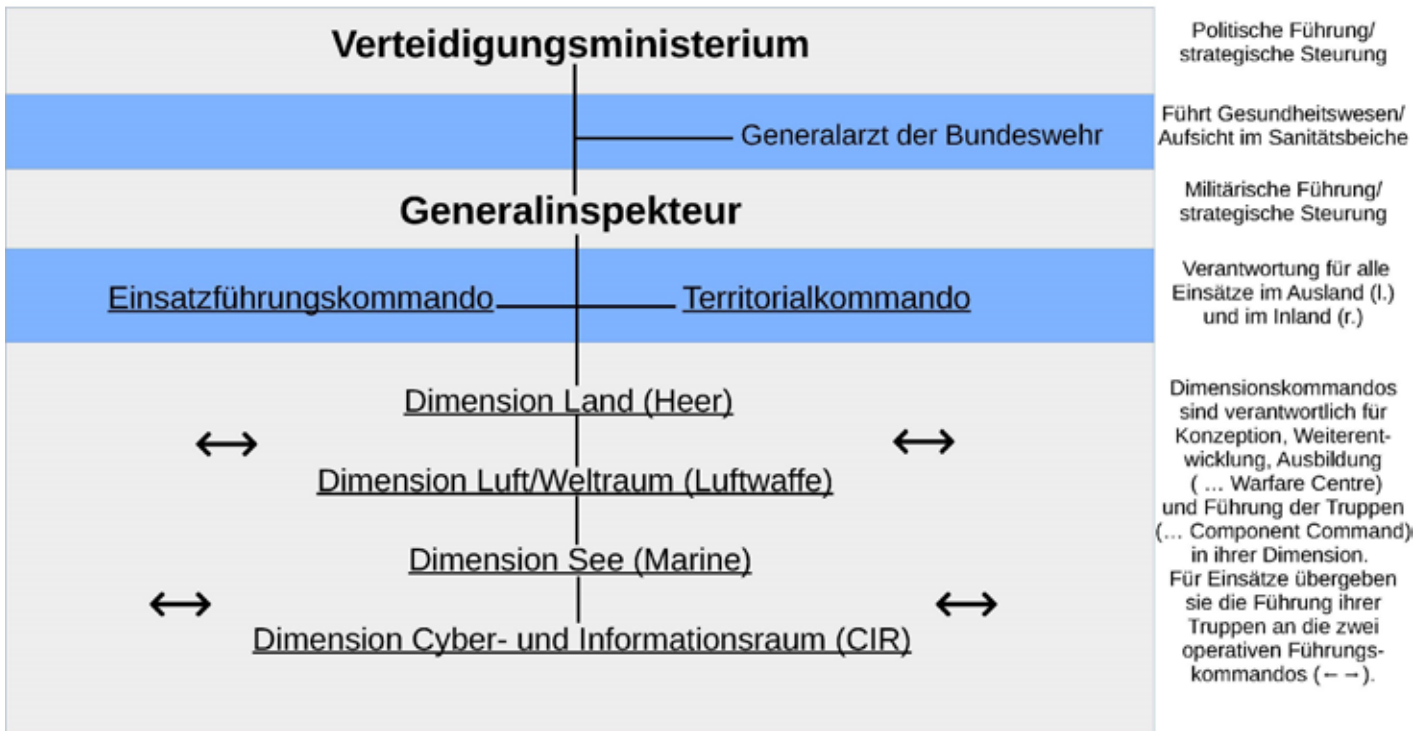 Verteidigungsministerium
Politische Führung/
strategische Steurung
Generalarzt der Bundeswehr
Führt Gesundheitswesen/
Aufsicht im Sanitätsbeiche
Generalinspekteur
Militärische Führung/
strategische Steurung
Einsatzführungskommando
Territorialkommando
Verantwortung für alle
Einsätze im Ausland (l.)
und im Inland (r.)
Dimension Land (Heer)
Dimension Luft/Weltraum (Luftwaffe)
Dimension See (Marine)
Dimension Cyber- und Informationsraum (CIR)
Dimensionskommandos
sind verantwortlich für
Konzeption, Weiterent-
wicklung, Ausbildung
( ... Warfare Centre)
und Führung der Truppen
(... Component Command)
in ihrer Dimension.
Für Einsätze übergeben
sie die Führung ihrer
Truppen an die zwei
operativen Führungs-
kommandos (←→).